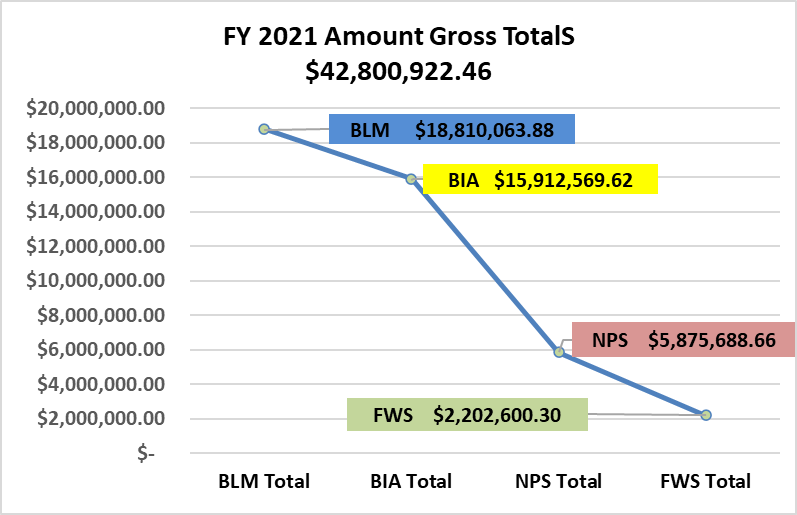 FY 2021 Amount Gross TotalS
$42,800,922.46
$20,000,000.00
$18,000,000.00
$16,000,000.00
$14,000,000.00
$12,000,000.00
$10,000,000.00
$8,000,000.00
$6,000,000.00
$4,000,000.00
$2,000,000.00
$-
BLM $18,810,063.88
BIA $15,912,569.62
NPS $5,875,688.66
FWS $2,202,600.30
BLM Total
BIA Total
NPS Total
FWS Total